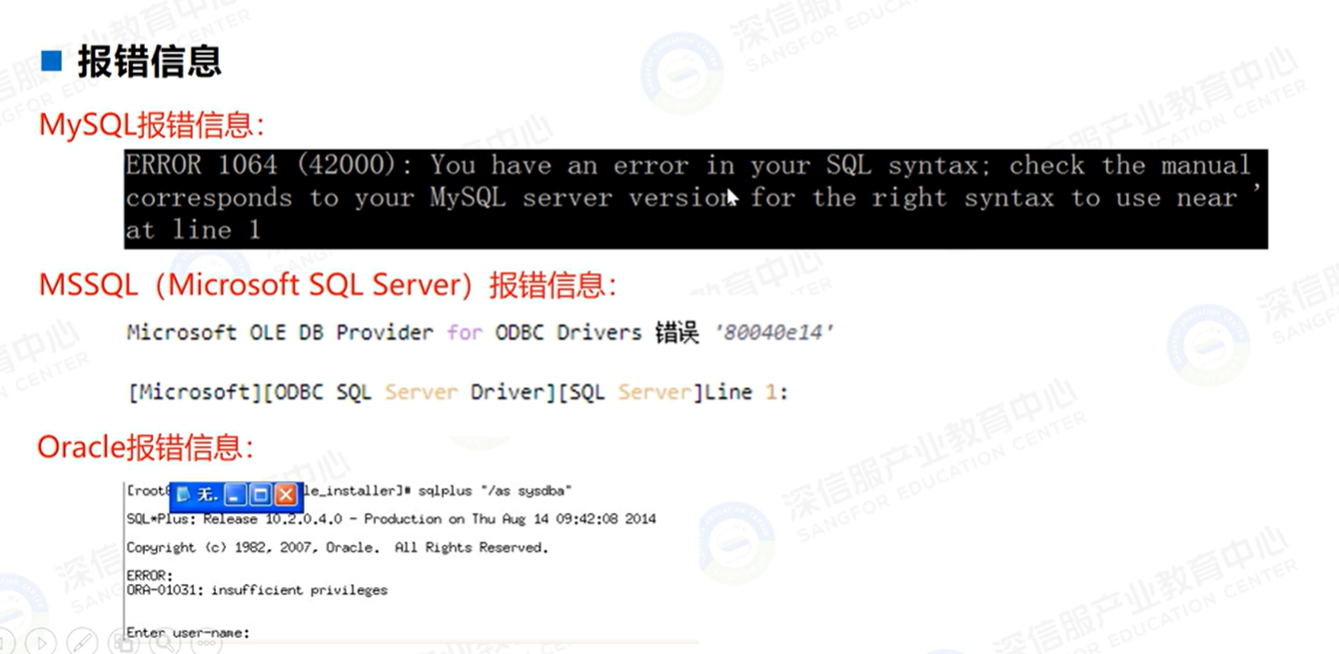 报错信息
MySQL报错信息:
ERROR 1064 (42000): You have an error in your SQL syntax; check the manual
corresponds to your MySQL server version for the right syntax to use near '
at line 1
MSSQL（Microsoft SQL Server）报错信息:
Microsoft OLE DB Provider for ODBC Drivers 错误 '80040e14'
[Microsoft][ODBC SQL Server Driver][SQL Server]Line 1:
Oracle报错信息:
[root 无. le_installer]# sqlplus "/as sysdba"
SQL*Plus: Release 10.2.0.4.0 - Production on Thu Aug 14 09:42:08 2014
Copyright (c) 1982, 2007, Oracle. All Rights Reserved.
ERROR:
ORA-01031: insufficient privileges
Enter user-name:
深信服产业教育中心
SANGFOR EDUCATION CENTER